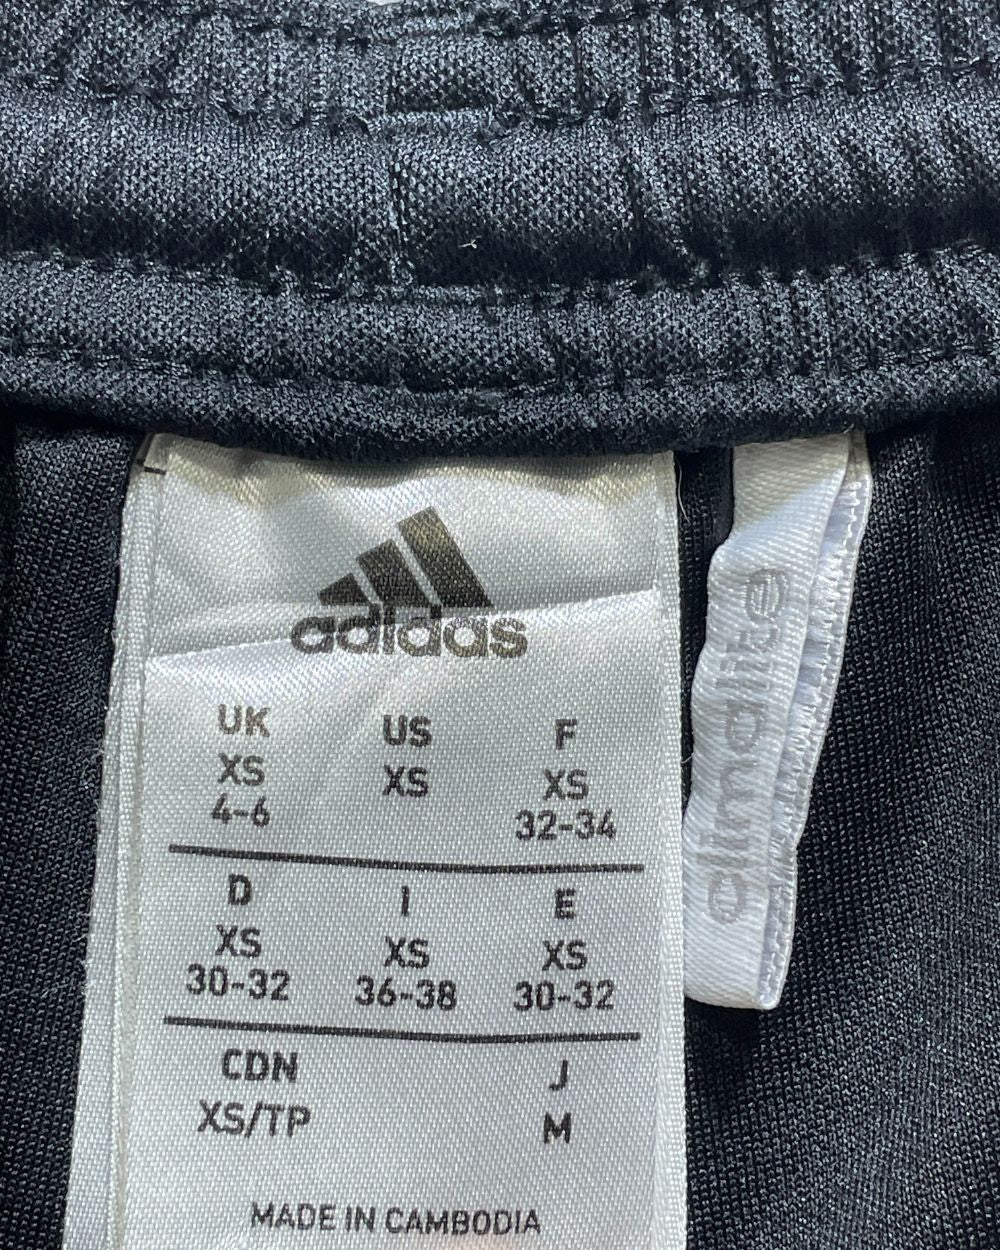 adidas
UK US F
XS XS XS
4-6 32-34
D I E
XS XS XS
30-32 36-38 30-32
CDN J
XS/TP M
MADE IN CAMBODIA
climalite